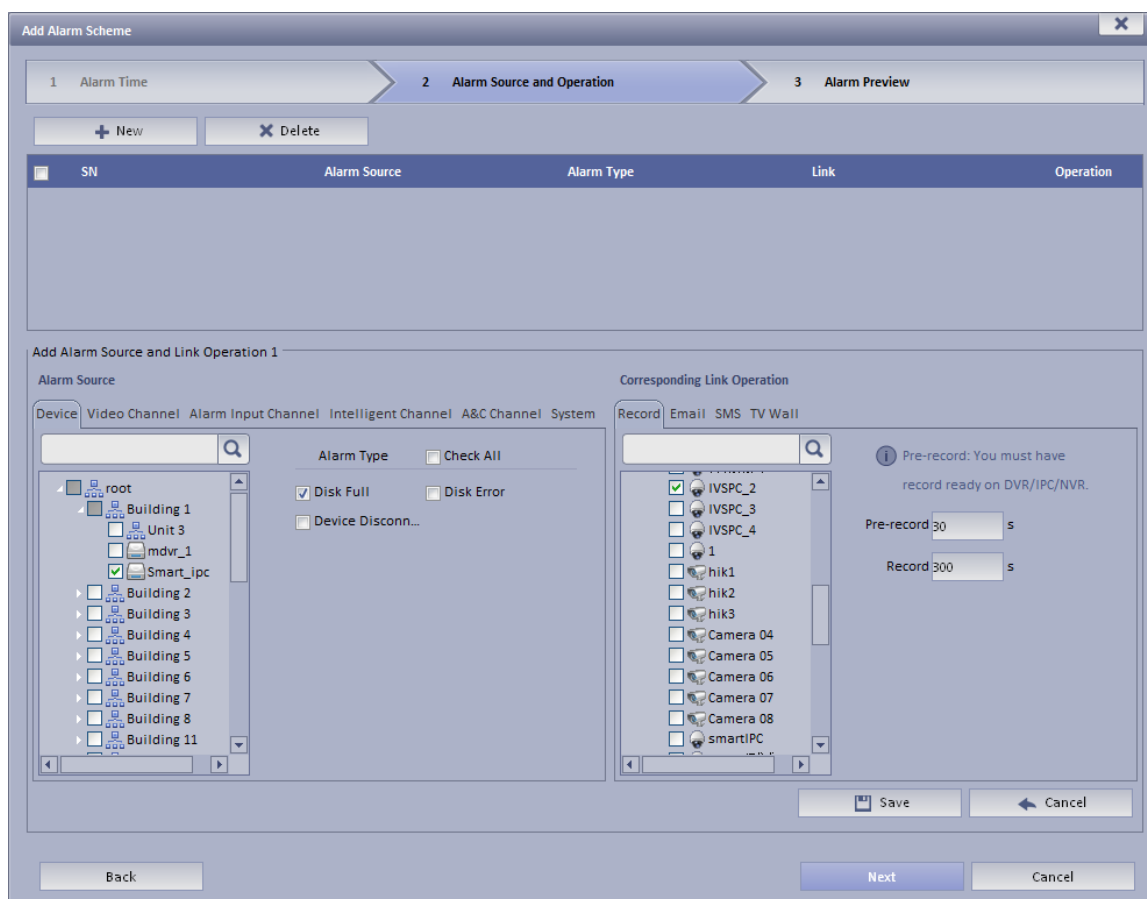 Add Alarm Scheme
1 Alarm Time 2 Alarm Source and Operation 3 Alarm Preview
New Delete
SN Alarm Source Alarm Type Link Operation
Add Alarm Source and Link Operation 1
Alarm Source Corresponding Link Operation
Device Video Channel Alarm Input Channel Intelligent Channel A&C Channel System
Record Email SMS TV Wall
root
Building 1
Unit 3
mdvr_1
Smart_ipc
Building 2
Building 3
Building 4
Building 5
Building 6
Building 7
Building 8
Building 11
Alarm Type Check All
Disk Full Disk Error
Device Disconn...
IVSPC_2
IVSPC_3
IVSPC_4
1
hik1
hik2
hik3
Camera 04
Camera 05
Camera 06
Camera 07
Camera 08
smartIPC
Pre-record: You must have
record ready on DVR/IPC/NVR.
Pre-record 30 s
Record 300 s
Save Cancel
Back Next Cancel